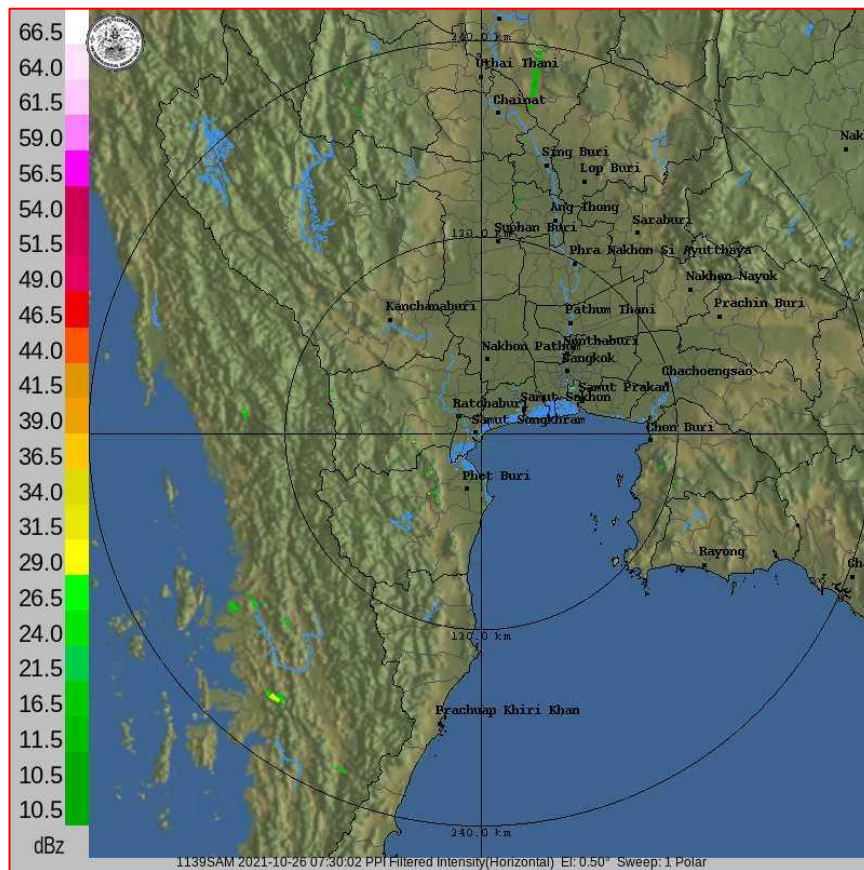 66.5
64.0
61.5
59.0
56.5
54.0
51.5
49.0
46.5
44.0
41.5
39.0
36.5
34.0
31.5
29.0
26.5
24.0
21.5
16.5
11.5
10.5
10.5
dBz
240.0 km
Uthai Thani
Chainat
Nak
Sing Buri
Lop Buri
Ang Thong
Saraburi
Suphan Buri
130.0 km
Phra Nakhon Si Ayutthaya
Nakhon Nayok
Kanchanaburi
Pathum Thani
Prachin Buri
Nonthaburi
Nakhon Pathom
Bangkok
Chachoengsao
Samut Prakan
Samut Sakhon
Ratchaburi
Samut Songkhram
Chon Buri
Phet Buri
Rayong
Cha
130.0 km
Prachuap Khiri Khan
240.0 km
1139SAM 2021-10-26 07:30:02 PPI Filtered Intensity(Horizontal) El: 0.50° Sweep: 1 Polar